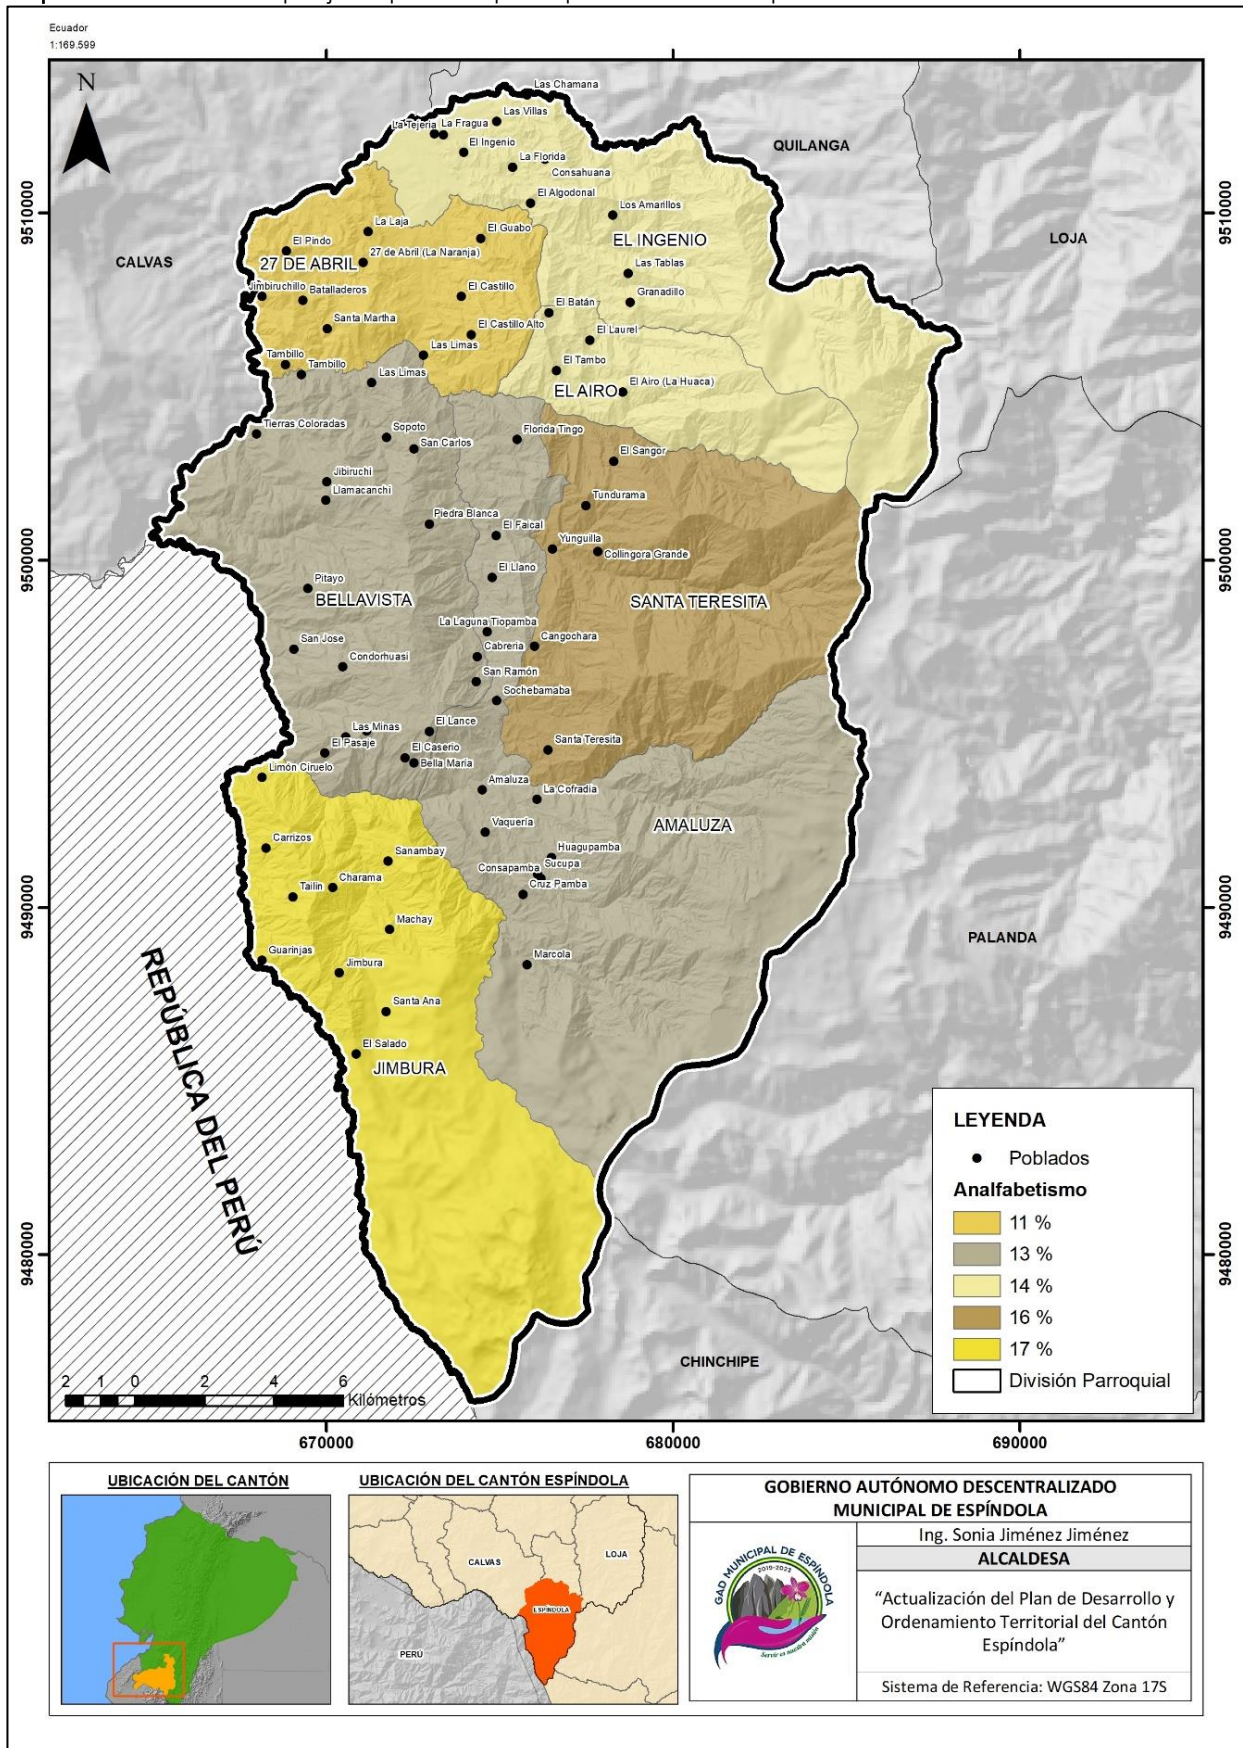 Ecuador
1:169.599
N
Las Chamana
Las Villas
La Tejeria
La Fragua
El Ingenio
La Florida
Consahuana
QUILANGA
El Algodonal
Los Amarillos
9510000
9510000
La Laja
El Guabo
EL INGENIO
LOJA
El Pindo
27 de Abril (La Naranja)
27 DE ABRIL
CALVAS
Las Tablas
Jimbiruchillo
Batalladeros
El Castillo
El Batán
Granadillo
Santa Martha
El Castillo Alto
El Laurel
Tambillo
Las Limas
Tambillo
El Tambo
Las Limas
EL AIRO
El Airo (La Huaca)
Tierras Coloradas
Sopoto
Florida Tingo
San Carlos
El Sangor
Jibiruchi
Llamacanchi
Tundurama
Piedra Blanca
El Faical
Yunguilla
Collingora Grande
9500000
9500000
El Llano
Pitayo
BELLAVISTA
SANTA TERESITA
La Laguna Tiopamba
San Jose
Cangochara
Cabreria
Condorhuasi
San Ramón
Sochebamaba
Las Minas
El Lance
El Pasaje
El Caserio
Santa Teresita
Bella María
Limón Ciruelo
Amaluza
La Cofradia
Vaquería
AMALUZA
Carrizos
Sanambay
Huagupamba
Sucupa
Consapamba
Charama
Tailin
Cruz Pamba
9490000
9490000
Machay
PALANDA
Guarinjas
Jimbura
Marcola
Santa Ana
El Salado
JIMBURA
REPÚBLICA DEL PERÚ
LEYENDA
Poblados
Analfabetismo
11 %
13 %
14 %
16 %
17 %
División Parroquial
9480000
9480000
CHINCHIPE
2 1 0 2 4 6
Kilómetros
670000
680000
690000
UBICACIÓN DEL CANTÓN
UBICACIÓN DEL CANTÓN ESPÍNDOLA
CALVAS
LOJA
ESPÍNDOLA
PERÚ
GOBIERNO AUTÓNOMO DESCENTRALIZADO
MUNICIPAL DE ESPÍNDOLA
GAD MUNICIPAL DE ESPÍNDOLA
2019-2023
Servir es nuestra misión
Ing. Sonia Jiménez Jiménez
ALCALDESA
“Actualización del Plan de Desarrollo y
Ordenamiento Territorial del Cantón
Espíndola”
Sistema de Referencia: WGS84 Zona 17S